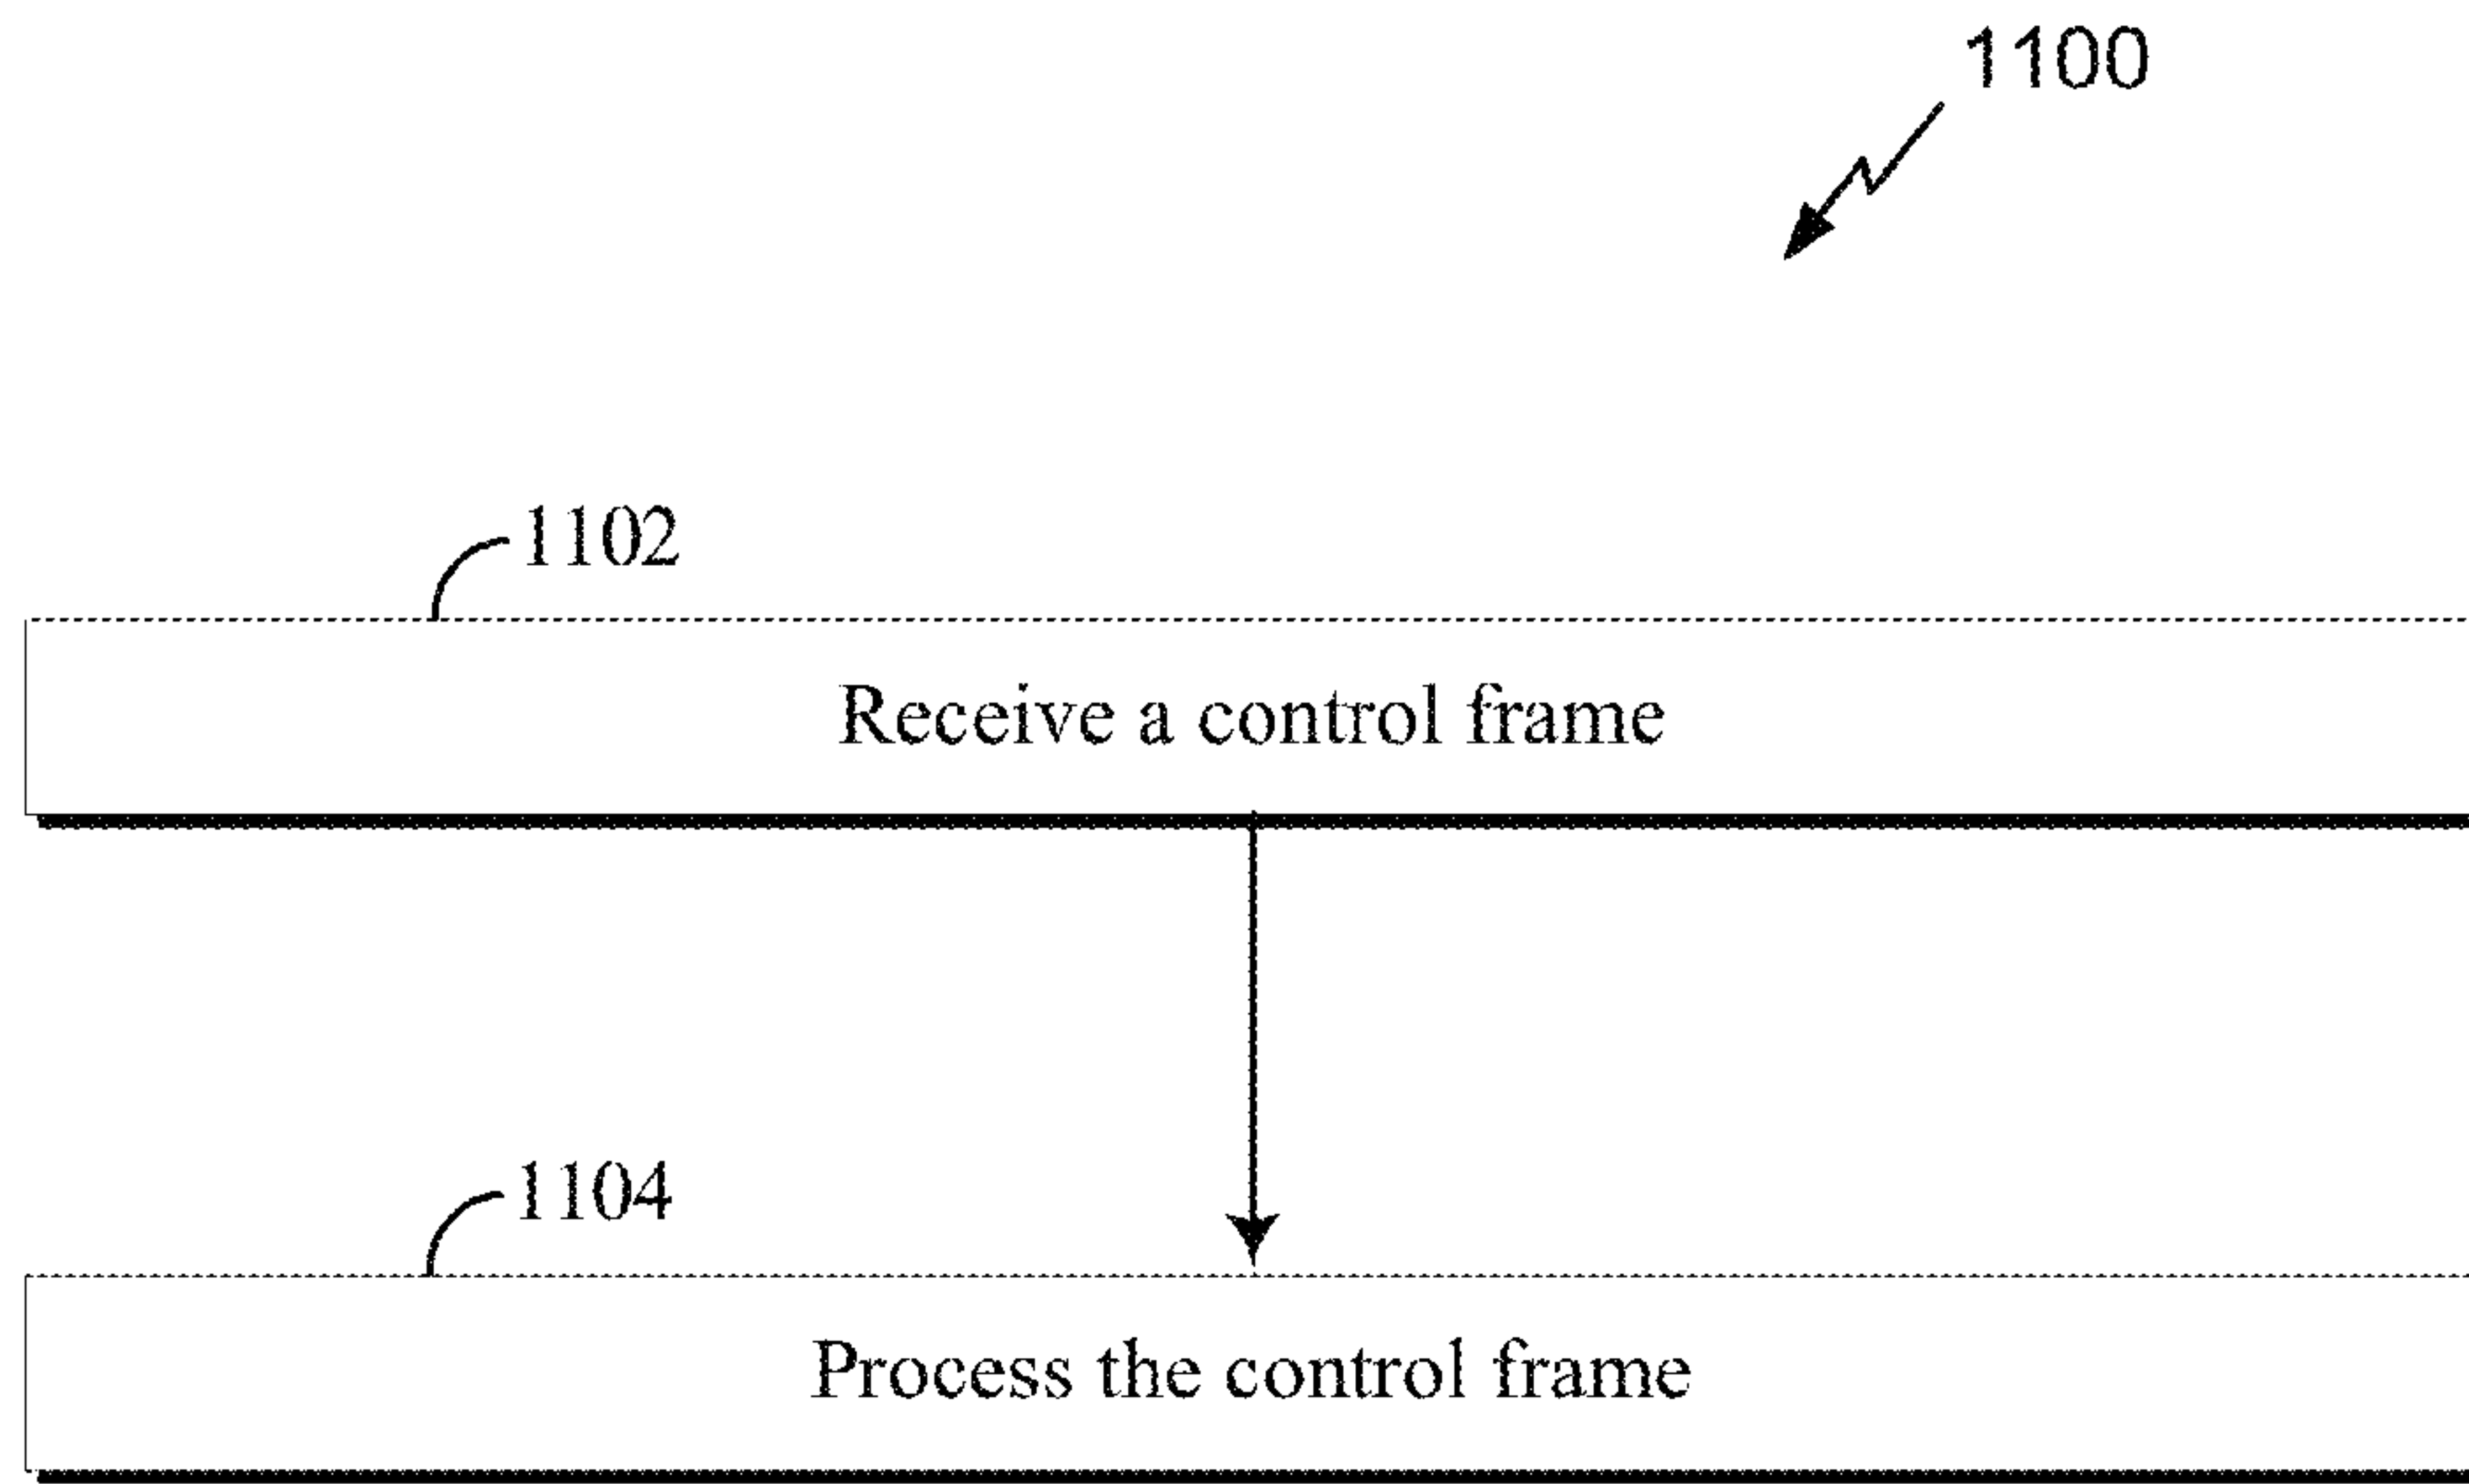 1100
1102
Receive a control frame
1104
Process the control frame